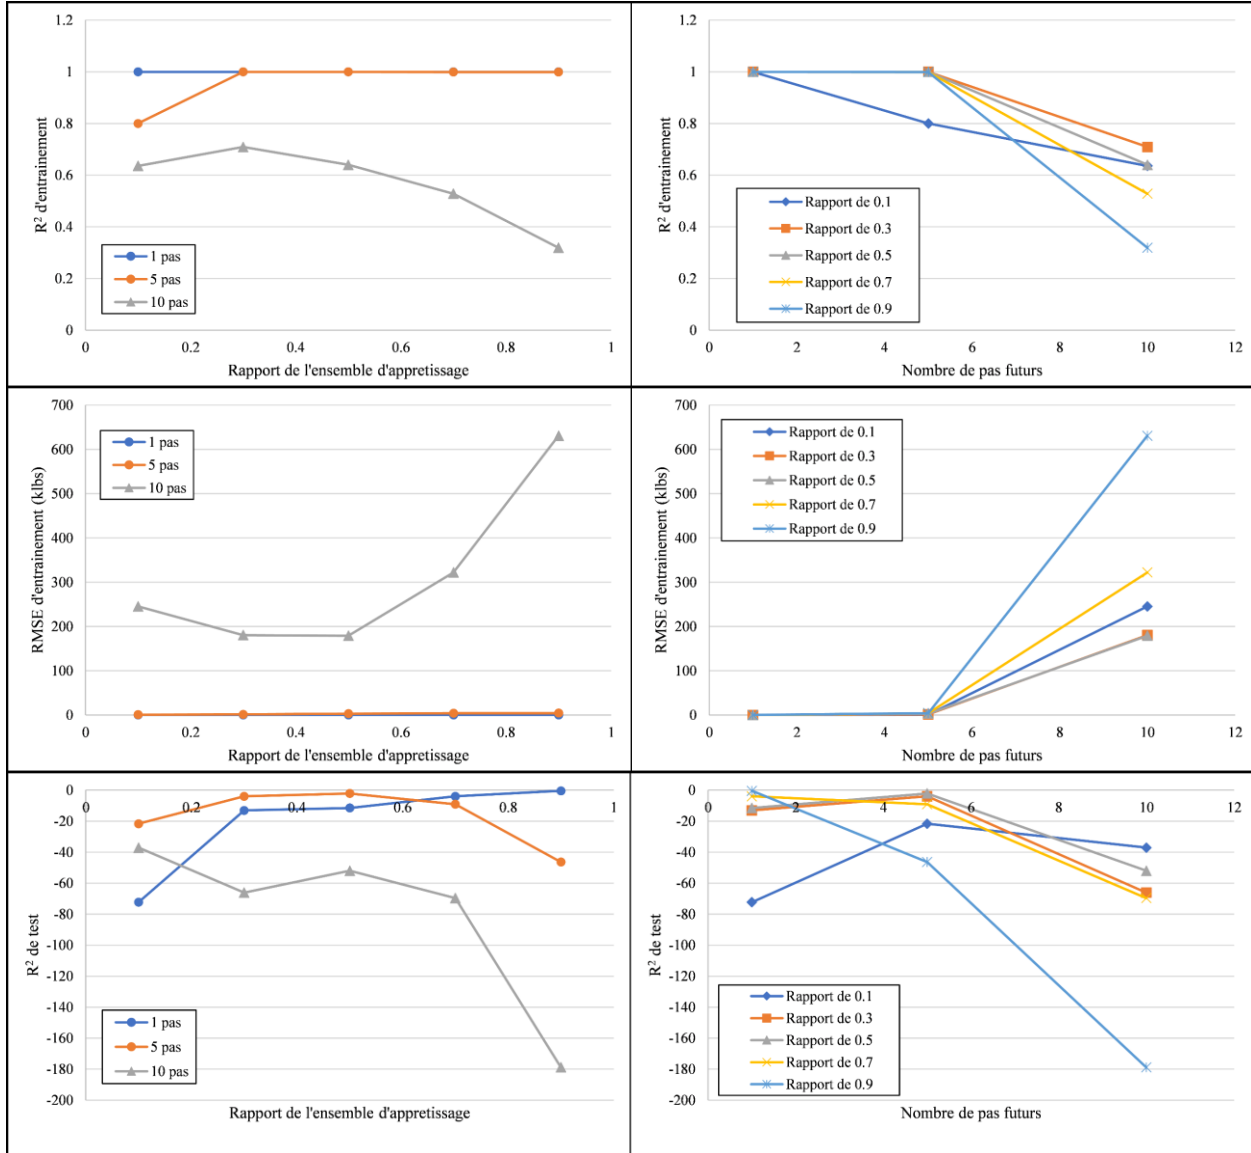 1.2
1
0.8
0.6
0.4
0.2
0
R² d'entrainement
1 pas
5 pas
10 pas
0 0.2 0.4 0.6 0.8 1
Rapport de l'ensemble d'appretissage
1.2
1
0.8
0.6
0.4
0.2
0
R² d'entrainement
Rapport de 0.1
Rapport de 0.3
Rapport de 0.5
Rapport de 0.7
Rapport de 0.9
0 2 4 6 8 10 12
Nombre de pas futurs
700
600
500
400
300
200
100
0
RMSE d'entrainement (klbs)
1 pas
5 pas
10 pas
0 0.2 0.4 0.6 0.8 1
Rapport de l'ensemble d'appretissage
700
600
500
400
300
200
100
0
RMSE d'entrainement (klbs)
Rapport de 0.1
Rapport de 0.3
Rapport de 0.5
Rapport de 0.7
Rapport de 0.9
0 2 4 6 8 10 12
Nombre de pas futurs
0
-20
-40
-60
-80
-100
-120
-140
-160
-180
-200
R² de test
0 0.2 0.4 0.6 0.8 1
1 pas
5 pas
10 pas
Rapport de l'ensemble d'appretissage
0
-20
-40
-60
-80
-100
-120
-140
-160
-180
-200
R² de test
0 2 4 6 8 10 12
Rapport de 0.1
Rapport de 0.3
Rapport de 0.5
Rapport de 0.7
Rapport de 0.9
Nombre de pas futurs